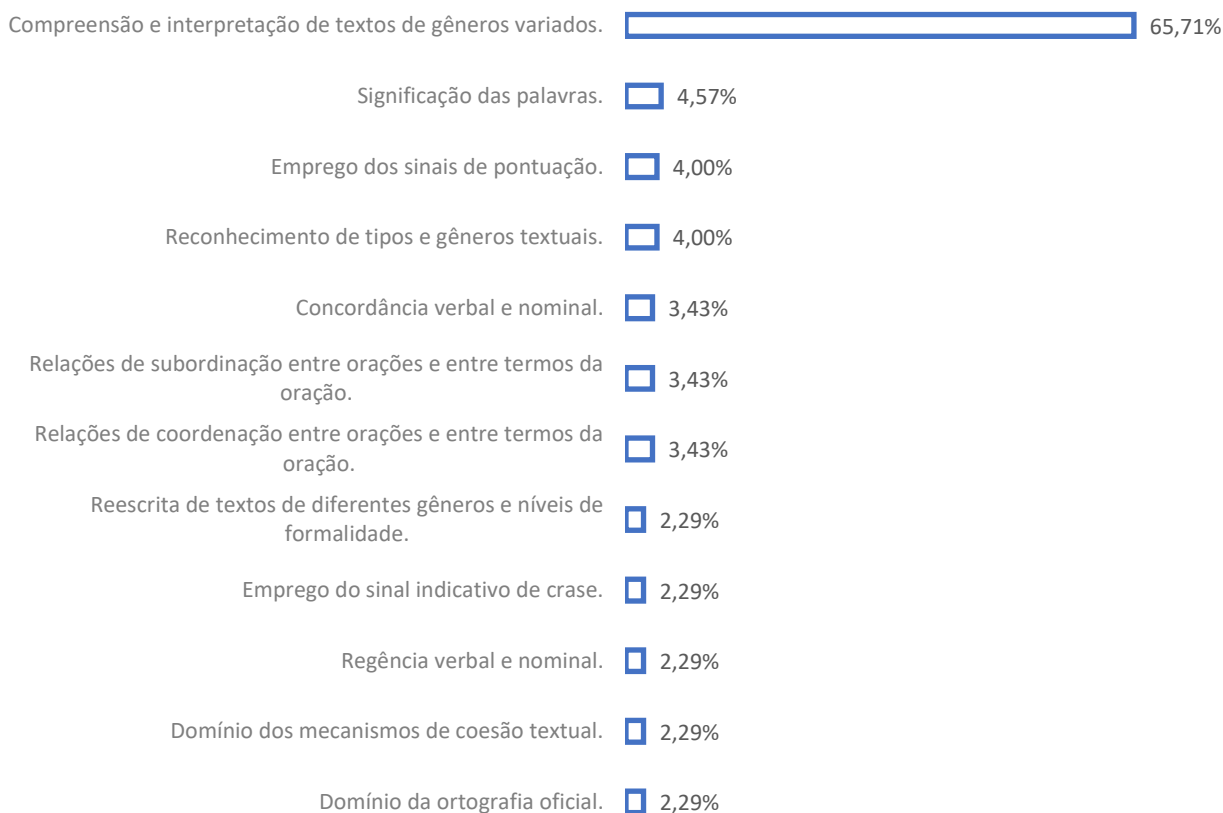 Compreensão e interpretação de textos de gêneros variados. 65,71%
Significação das palavras. 4,57%
Emprego dos sinais de pontuação. 4,00%
Reconhecimento de tipos e gêneros textuais. 4,00%
Concordância verbal e nominal. 3,43%
Relações de subordinação entre orações e entre termos da
oração. 3,43%
Relações de coordenação entre orações e entre termos da
oração. 3,43%
Reescrita de textos de diferentes gêneros e níveis de
formalidade. 2,29%
Emprego do sinal indicativo de crase. 2,29%
Regência verbal e nominal. 2,29%
Domínio dos mecanismos de coesão textual. 2,29%
Domínio da ortografia oficial. 2,29%